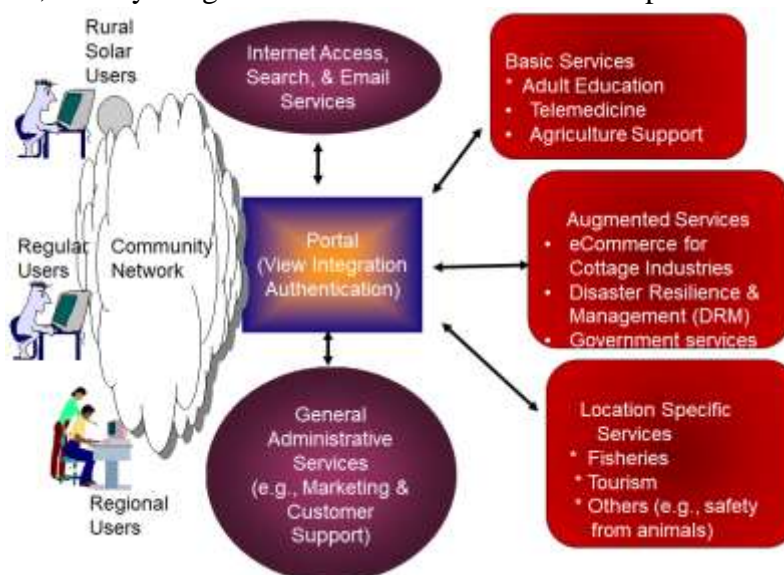 Rural
Solar
Users
Internet Access,
Search, & Email
Services
Basic Services
* Adult Education
• Telemedicine
• Agriculture Support
Regular
Users
Community
Network
Portal
(View Integration
Authentication)
Augmented Services
• eCommerce for
Cottage Industries
• Disaster Resilience &
Management (DRM)
• Government services
General
Administrative
Services
(e.g., Marketing &
Customer
Support)
Location Specific
Services
* Fisheries
* Tourism
* Others (e.g., safety
from animals)
Regional
Users